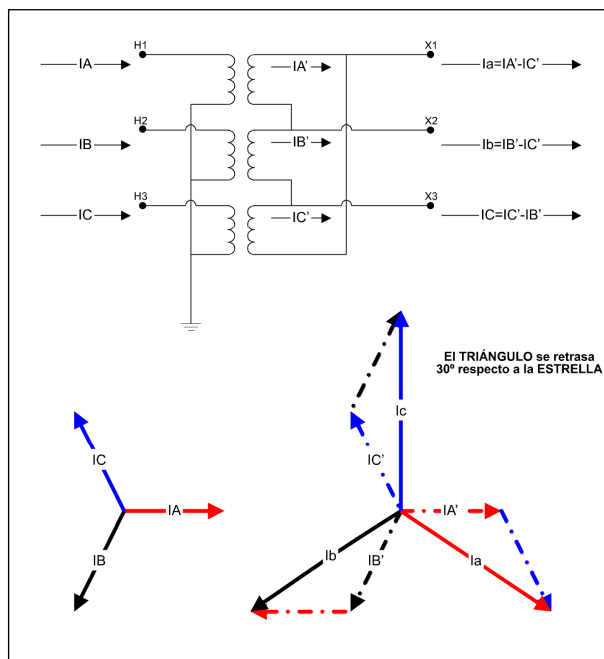 H1
IA
IA'
X1
Ia=IA'-IC'
H2
IB
IB'
X2
Ib=IB'-IC'
H3
IC
IC'
X3
IC=IC'-IB'
El TRIÁNGULO se retrasa
30º respecto a la ESTRELLA
IC
IA
IB
Ic
IC'
IA'
Ib
IB'
Ia